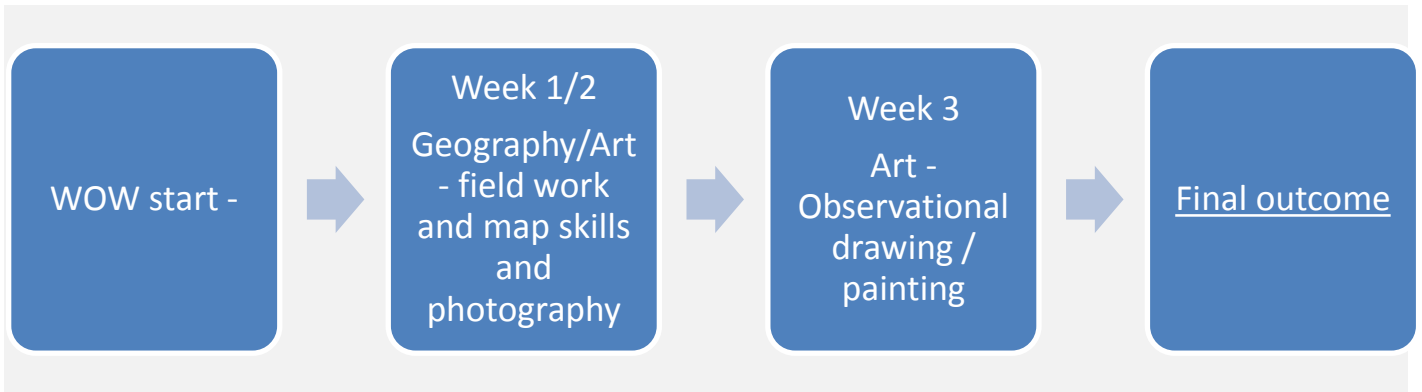 WOW start -
Week 1/2
Geography/Art
- field work
and map skills
and
photography
Week 3
Art -
Observational
drawing /
painting
Final outcome